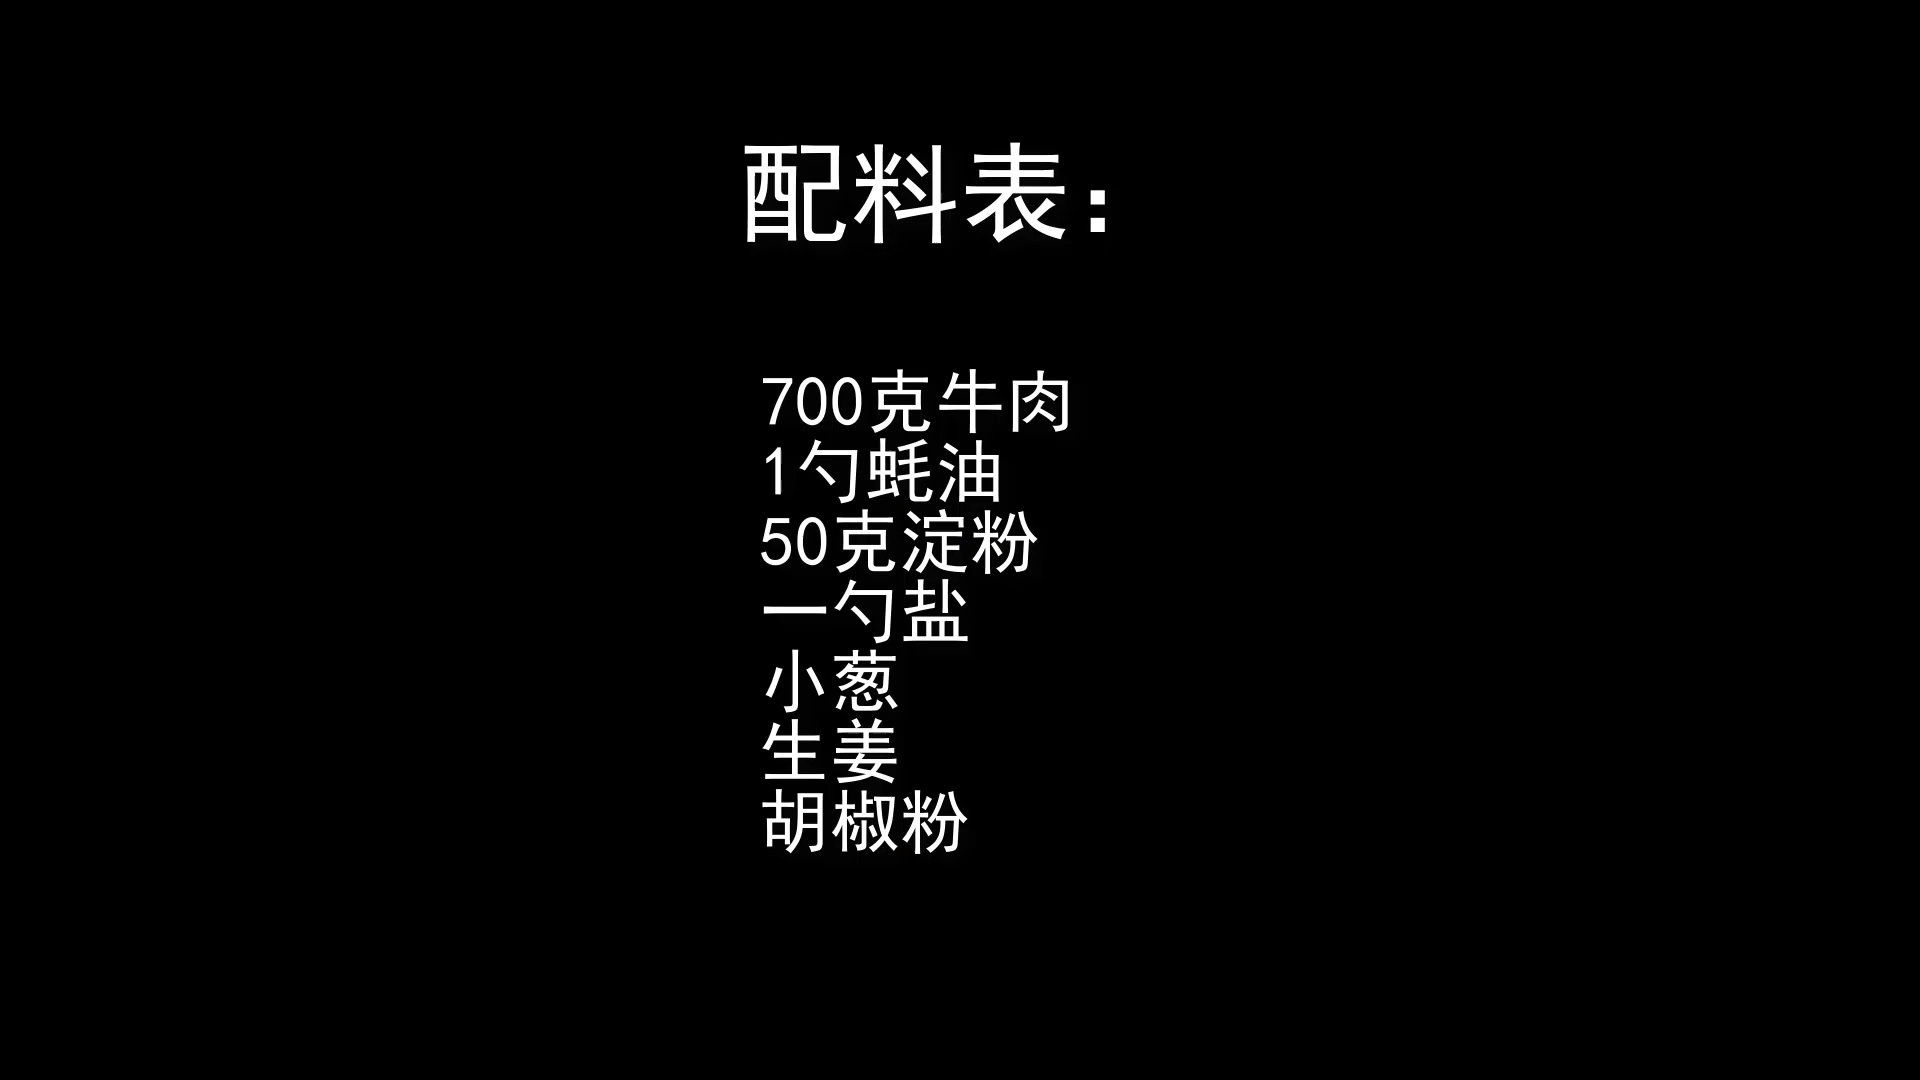 配料表:
700克牛肉
1勺蚝油
50克淀粉
一勺盐
小葱
生姜
胡椒粉